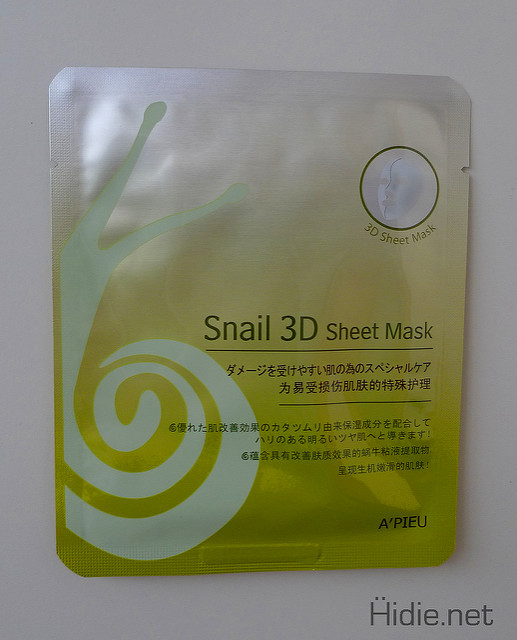 3D Sheet Mask
Snail 3D Sheet Mask
ダメージを受けやすい肌の為のスペシャルケア
为易受损伤肌肤的特殊护理
優れた肌改善効果のカタツムリ由来保湿成分を配合して
ハリのある明るいツヤ肌へと導きます!
蕴含具有改善肤质效果的蜗牛粘液提取物
呈现生机嫩滑的肌肤!
A'PIEU
Hidie.net